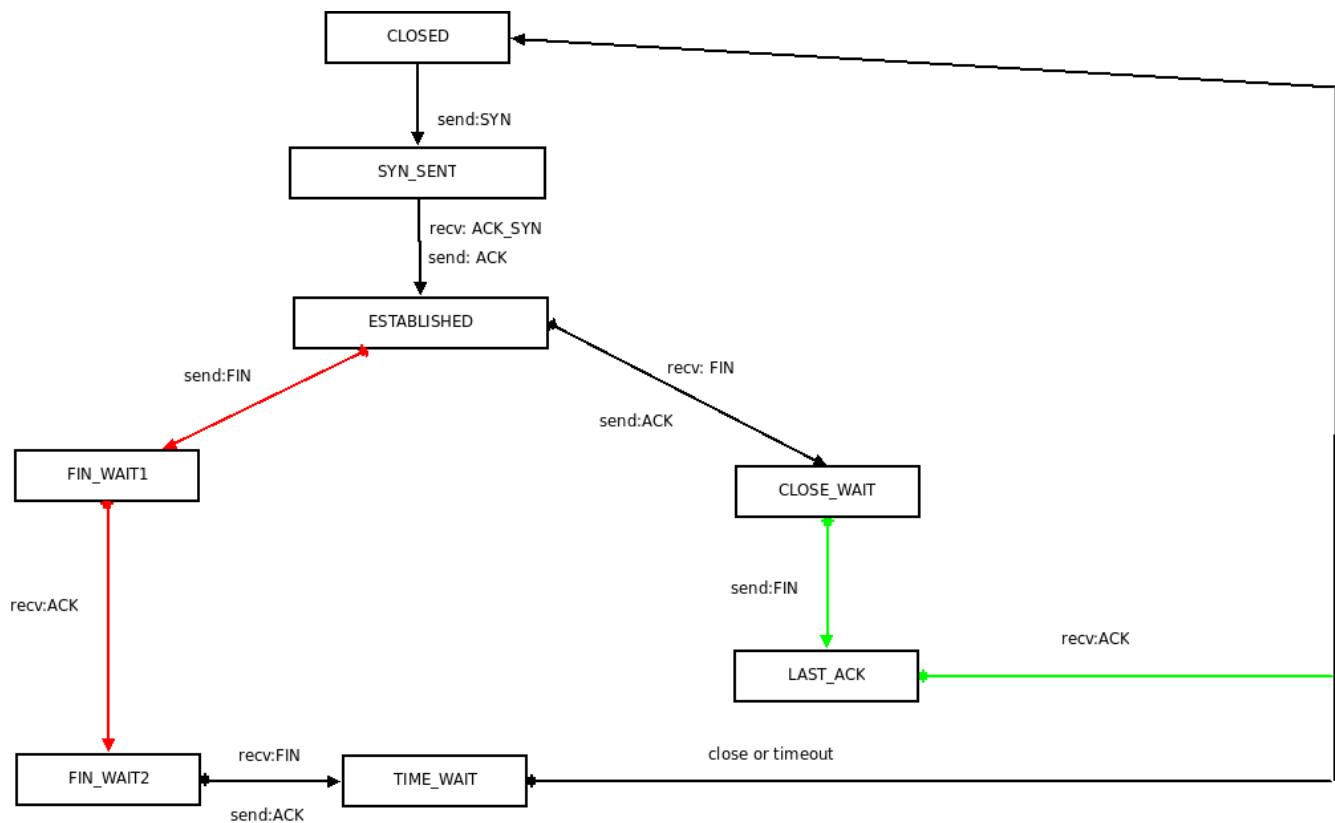 CLOSED
send:SYN
SYN_SENT
recv: ACK_SYN
send: ACK
ESTABLISHED
send:FIN
recv: FIN
send:ACK
FIN_WAIT1
CLOSE_WAIT
recv:ACK
send:FIN
recv:ACK
LAST_ACK
FIN_WAIT2
recv:FIN
send:ACK
TIME_WAIT
close or timeout